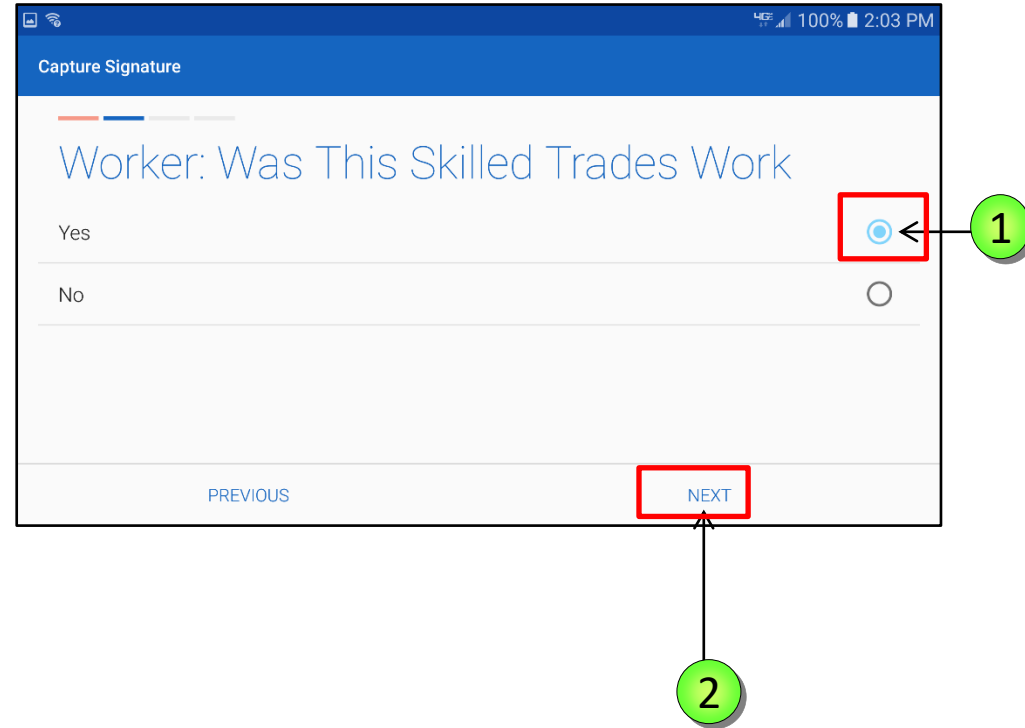 4G 100% 2:03 PM
Capture Signature
Worker: Was This Skilled Trades Work
Yes
1
No
PREVIOUS NEXT
2